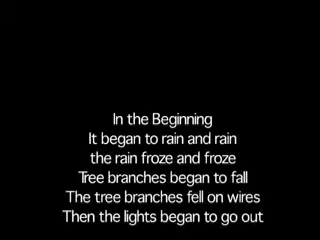 In the Beginning
It began to rain and rain
the rain froze and froze
Tree branches began to fall
The tree branches fell on wires
Then the lights began to go out